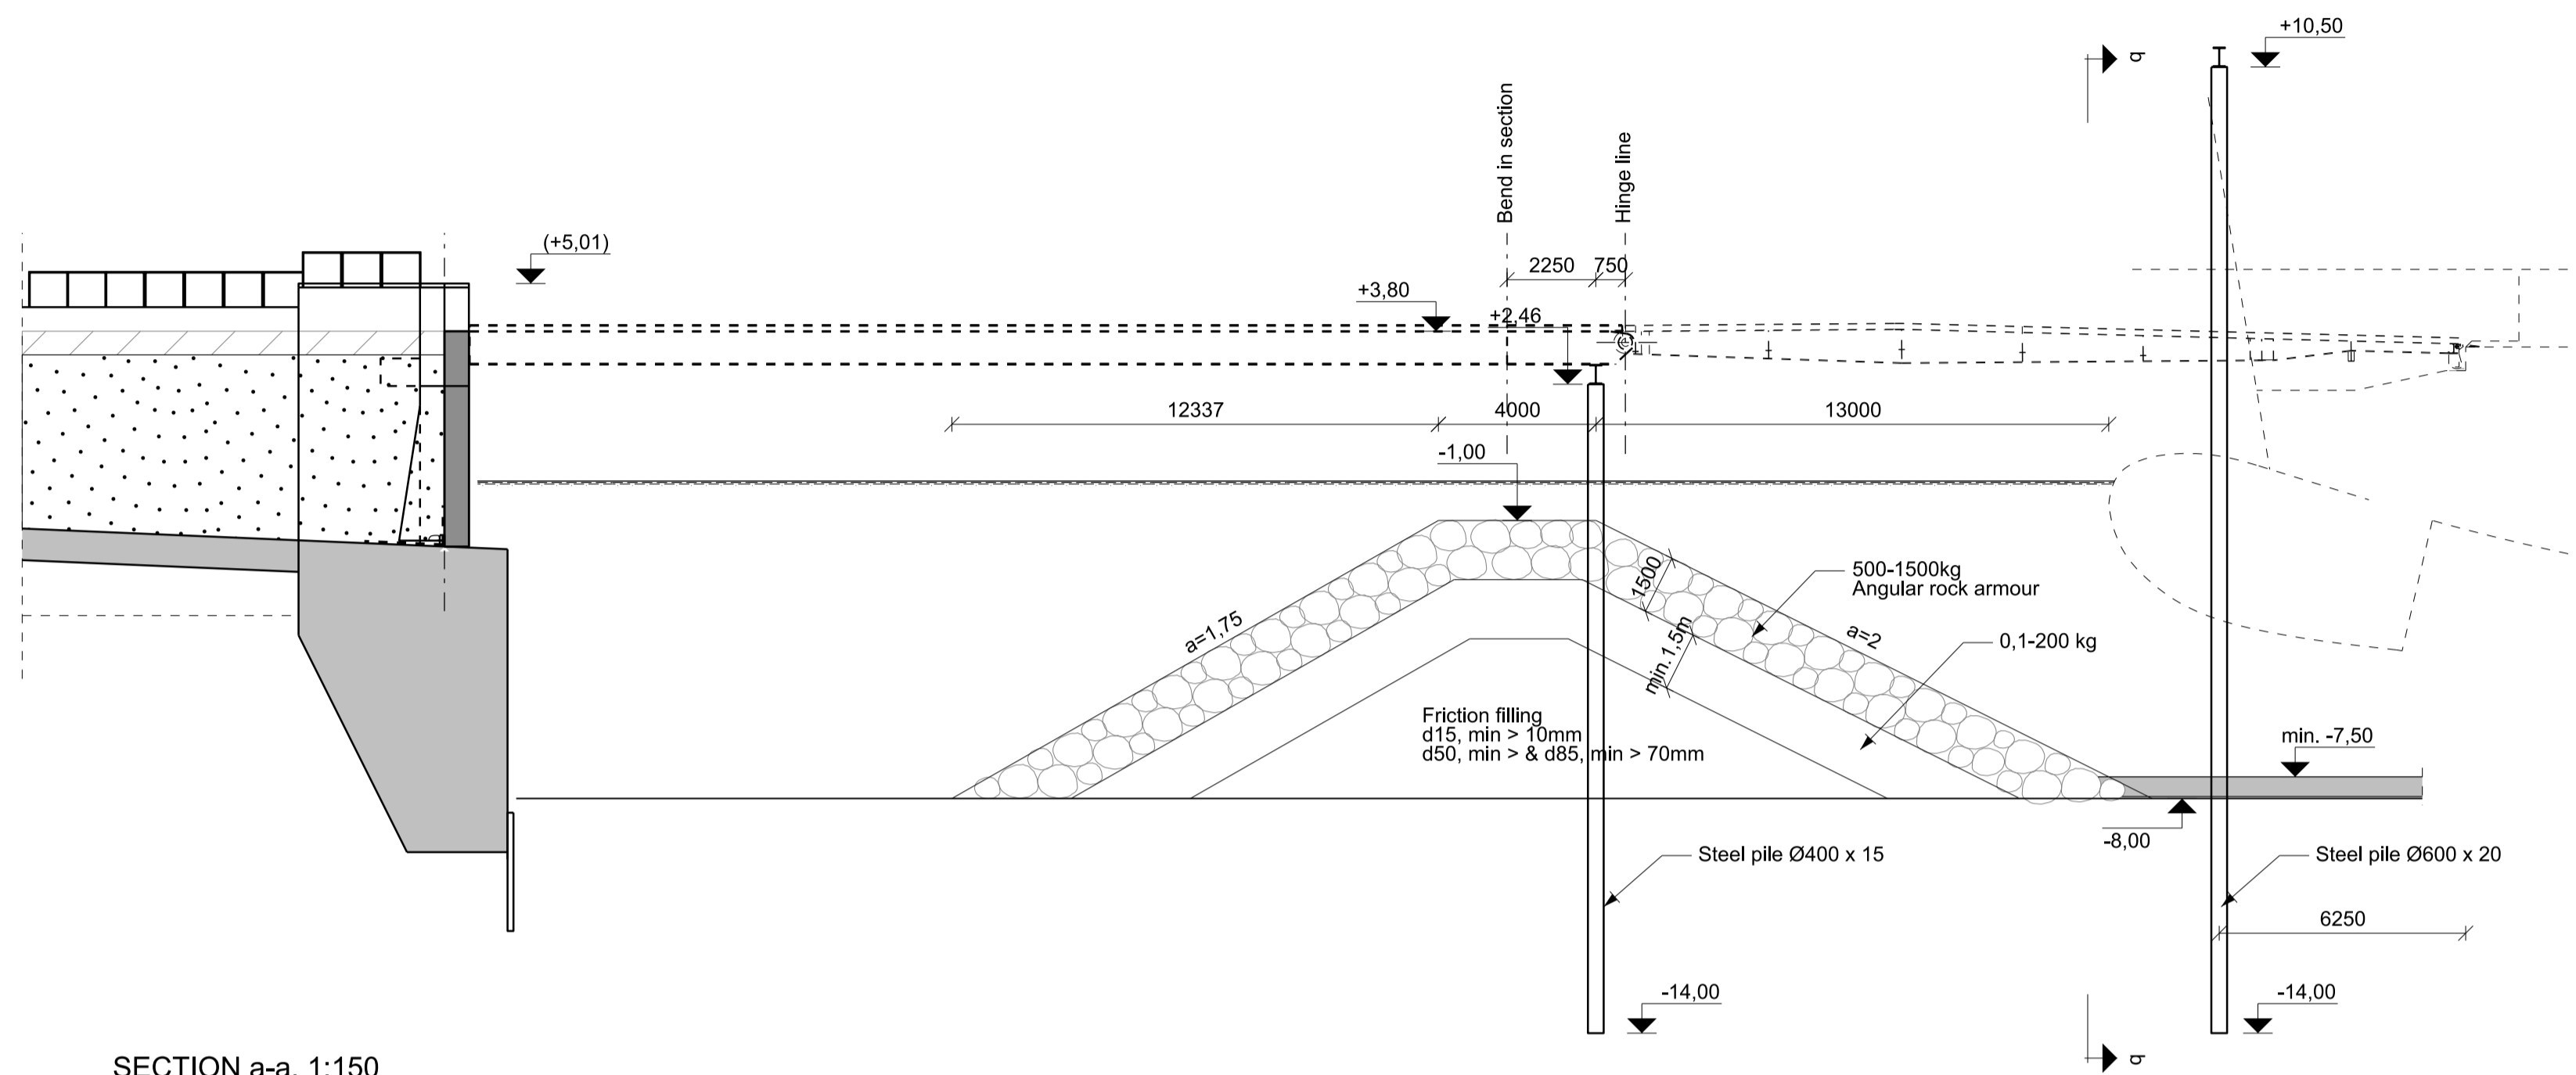 +10,50
b
Bend in section
Hinge line
(+5,01)
2250
750
+3,80
+2,46
12337
4000
13000
-1,00
1500
500-1500kg
Angular rock armour
a=1,75
a=2
min.1,5m
0,1-200 kg
Friction filling
d15, min > 10mm
d50, min > & d85, min > 70mm
min. -7,50
-8,00
Steel pile Ø400 x 15
Steel pile Ø600 x 20
6250
-14,00
-14,00
b
SECTION a-a, 1:150